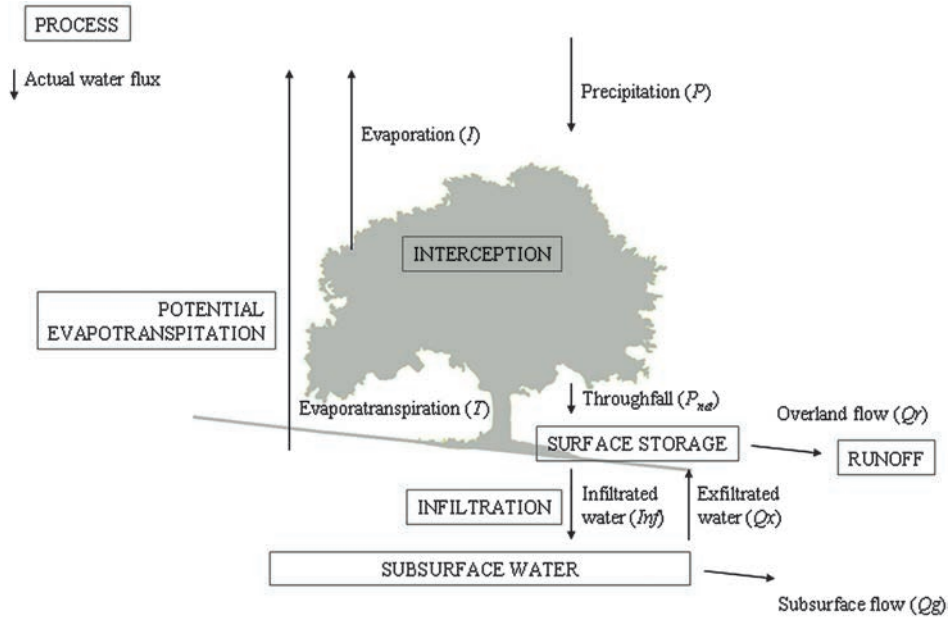 PROCESS
Actual water flux
Precipitation (P)
Evaporation (I)
INTERCEPTION
POTENTIAL
EVAPOTRANSPITATION
Evaporatranspiration (T)
Throughfall (Pnet)
Overland flow (Qr)
SURFACE STORAGE
RUNOFF
INFILTRATION
Infiltrated
water (Inf)
Exfiltrated
water (Qx)
SUBSURFACE WATER
Subsurface flow (Qg)